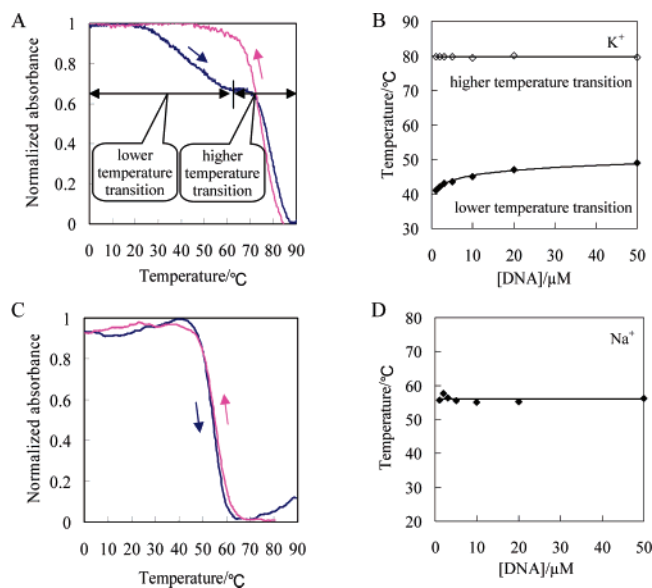 A
Normalized absorbance
1
0.8
0.6
0.4
0.2
0
lower
temperature
transition
higher
temperature
transition
0 10 20 30 40 50 60 70 80 90
Temperature/°C
B
Temperature/°C
90
80
70
60
50
40
30
K+
higher temperature transition
lower temperature transition
0 10 20 30 40 50
[DNA]/µM
C
Normalized absorbance
1
0.8
0.6
0.4
0.2
0
0 10 20 30 40 50 60 70 80 90
Temperature/°C
D
Temperature/°C
80
70
60
50
40
30
20
Na+
0 10 20 30 40 50
[DNA]/µM